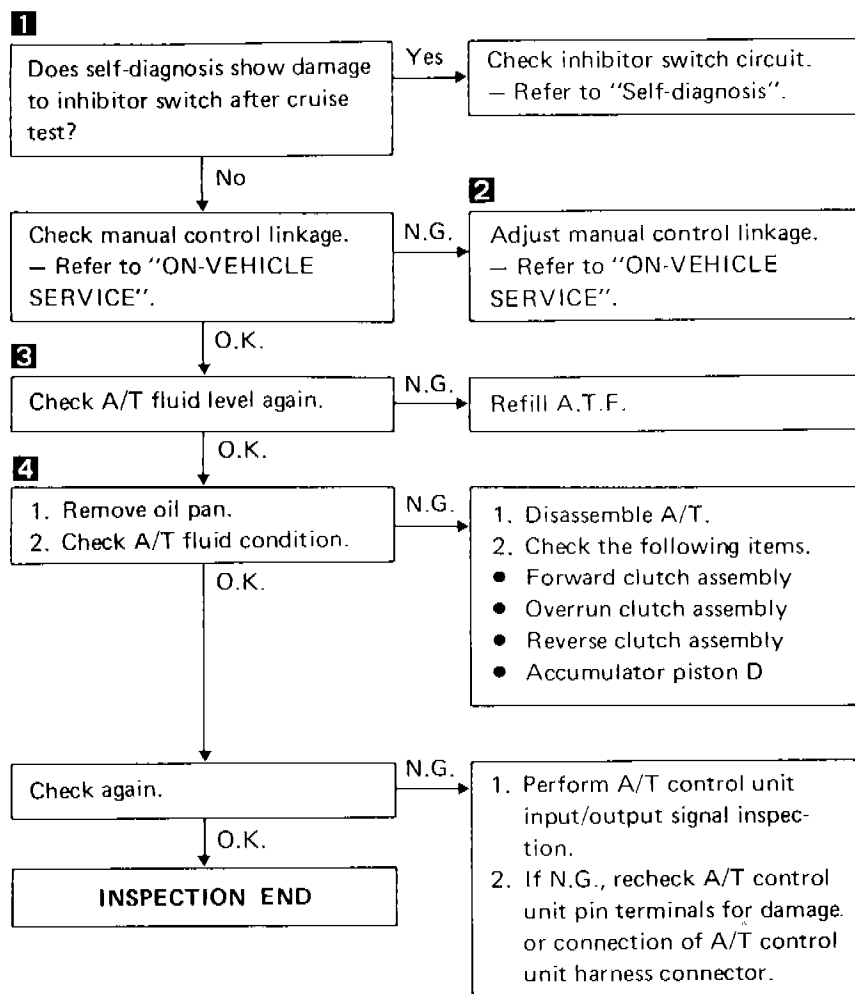 1
Does self-diagnosis show damage
to inhibitor switch after cruise
test?
Yes
Check inhibitor switch circuit.
— Refer to "Self-diagnosis".
No
2
Check manual control linkage.
— Refer to "ON-VEHICLE
SERVICE".
N.G.
Adjust manual control linkage.
— Refer to "ON-VEHICLE
SERVICE".
O.K.
3
Check A/T fluid level again.
N.G.
Refill A.T.F.
O.K.
4
1. Remove oil pan.
2. Check A/T fluid condition.
N.G.
1. Disassemble A/T.
2. Check the following items.
● Forward clutch assembly
● Overrun clutch assembly
● Reverse clutch assembly
● Accumulator piston D
O.K.
Check again.
N.G.
1. Perform A/T control unit
input/output signal inspec-
tion.
2. If N.G., recheck A/T control
unit pin terminals for damage
or connection of A/T control
unit harness connector.
O.K.
INSPECTION END